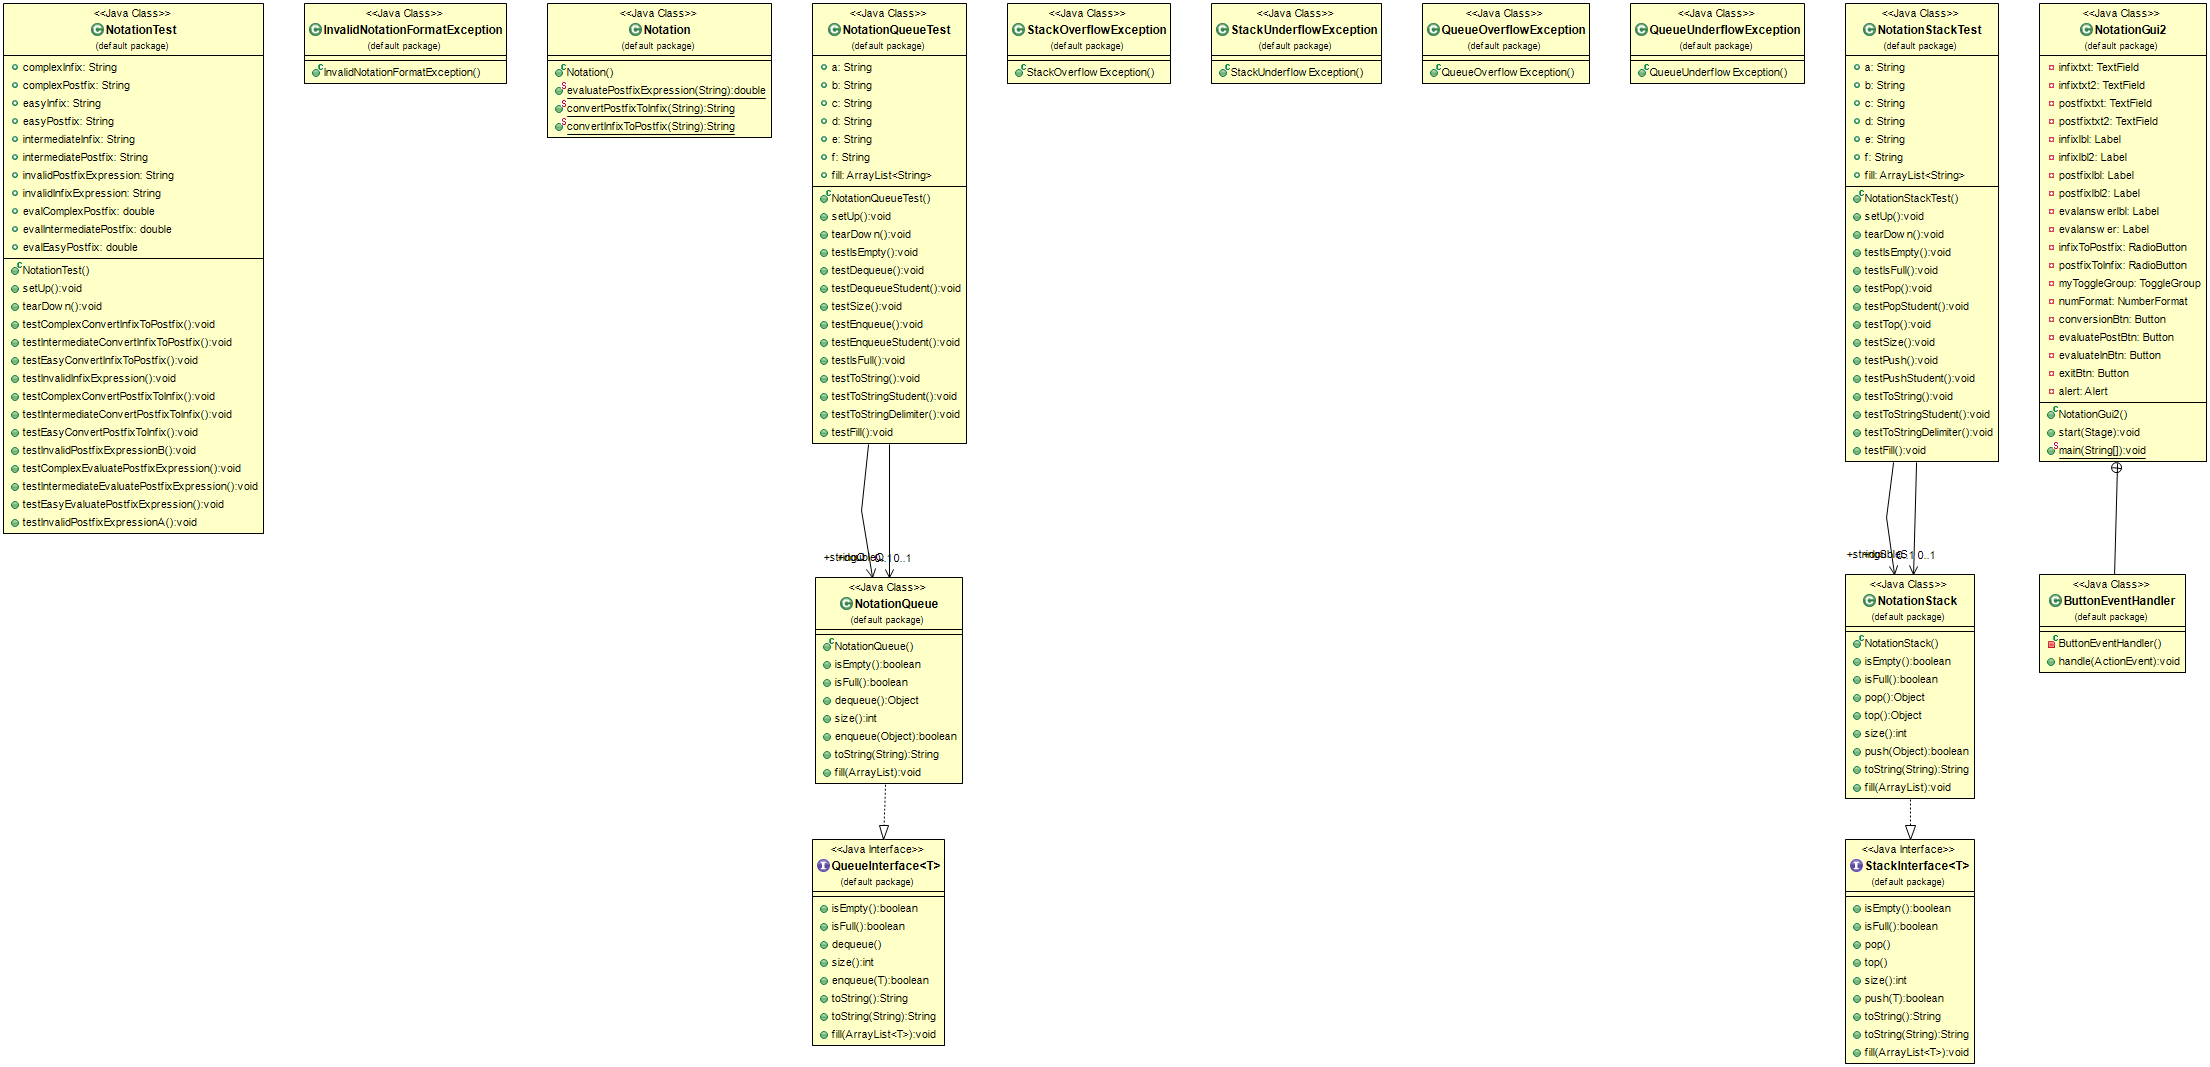 <<Java Class>>
NotationTest
(default package)
complexInfix: String
complexPostfix: String
easyInfix: String
easyPostfix: String
intermediateInfix: String
intermediatePostfix: String
invalidPostfixExpression: String
invalidInfixExpression: String
evalComplexPostfix: double
evalIntermediatePostfix: double
evalEasyPostfix: double
NotationTest()
setUp():void
tearDown():void
testComplexConvertInfixToPostfix():void
testIntermediateConvertInfixToPostfix():void
testEasyConvertInfixToPostfix():void
testInvalidInfixExpression():void
testComplexConvertPostfixToInfix():void
testIntermediateConvertPostfixToInfix():void
testEasyConvertPostfixToInfix():void
testInvalidPostfixExpressionB():void
testComplexEvaluatePostfixExpression():void
testIntermediateEvaluatePostfixExpression():void
testEasyEvaluatePostfixExpression():void
testInvalidPostfixExpressionA():void
<<Java Class>>
InvalidNotationFormatException
(default package)
InvalidNotationFormatException()
<<Java Class>>
Notation
(default package)
Notation()
evaluatePostfixExpression(String):double
convertPostfixToInfix(String):String
convertInfixToPostfix(String):String
<<Java Class>>
NotationQueueTest
(default package)
a: String
b: String
c: String
d: String
e: String
f: String
fill: ArrayList<String>
NotationQueueTest()
setUp():void
tearDown():void
testIsEmpty():void
testDequeue():void
testDequeueStudent():void
testSize():void
testEnqueue():void
testEnqueueStudent():void
testIsFull():void
testToString():void
testToStringStudent():void
testToStringDelimiter():void
testFill():void
0..1
<<Java Class>>
NotationQueue
(default package)
NotationQueue()
isEmpty():boolean
isFull():boolean
dequeue():Object
size():int
enqueue(Object):boolean
toString(String):String
fill(ArrayList):void
<<Java Interface>>
QueueInterface<T>
(default package)
isEmpty():boolean
isFull():boolean
dequeue()
size():int
enqueue(T):boolean
toString():String
toString(String):String
fill(ArrayList<T>):void
<<Java Class>>
StackOverflowException
(default package)
StackOverflowException()
<<Java Class>>
StackUnderflowException
(default package)
StackUnderflowException()
<<Java Class>>
QueueOverflowException
(default package)
QueueOverflowException()
<<Java Class>>
QueueUnderflowException
(default package)
QueueUnderflowException()
<<Java Class>>
NotationStackTest
(default package)
a: String
b: String
c: String
d: String
e: String
f: String
fill: ArrayList<String>
NotationStackTest()
setUp():void
tearDown():void
testIsEmpty():void
testIsFull():void
testPop():void
testPopStudent():void
testTop():void
testSize():void
testPush():void
testPushStudent():void
testToString():void
testToStringStudent():void
testToStringDelimiter():void
testFill():void
0..1
<<Java Class>>
NotationStack
(default package)
NotationStack()
isEmpty():boolean
isFull():boolean
pop():Object
top():Object
size():int
push(Object):boolean
toString(String):String
fill(ArrayList):void
<<Java Interface>>
StackInterface<T>
(default package)
isEmpty():boolean
isFull():boolean
pop()
top()
size():int
push(T):boolean
toString():String
toString(String):String
fill(ArrayList<T>):void
<<Java Class>>
NotationGui2
(default package)
infixtxt: TextField
infixtxt2: TextField
postfixtxt: TextField
postfixtxt2: TextField
infixlbl: Label
infixlbl2: Label
postfixlbl: Label
postfixlbl2: Label
evalanswerlbl: Label
evalanswer: Label
infixToPostfix: RadioButton
postfixToInfix: RadioButton
myToggleGroup: ToggleGroup
numFormat: NumberFormat
conversionBtn: Button
evaluatePostBtn: Button
evaluateInBtn: Button
exitBtn: Button
alert: Alert
NotationGui2()
start(Stage):void
main(String[]):void
<<Java Class>>
ButtonEventHandler
(default package)
ButtonEventHandler()
handle(ActionEvent):void